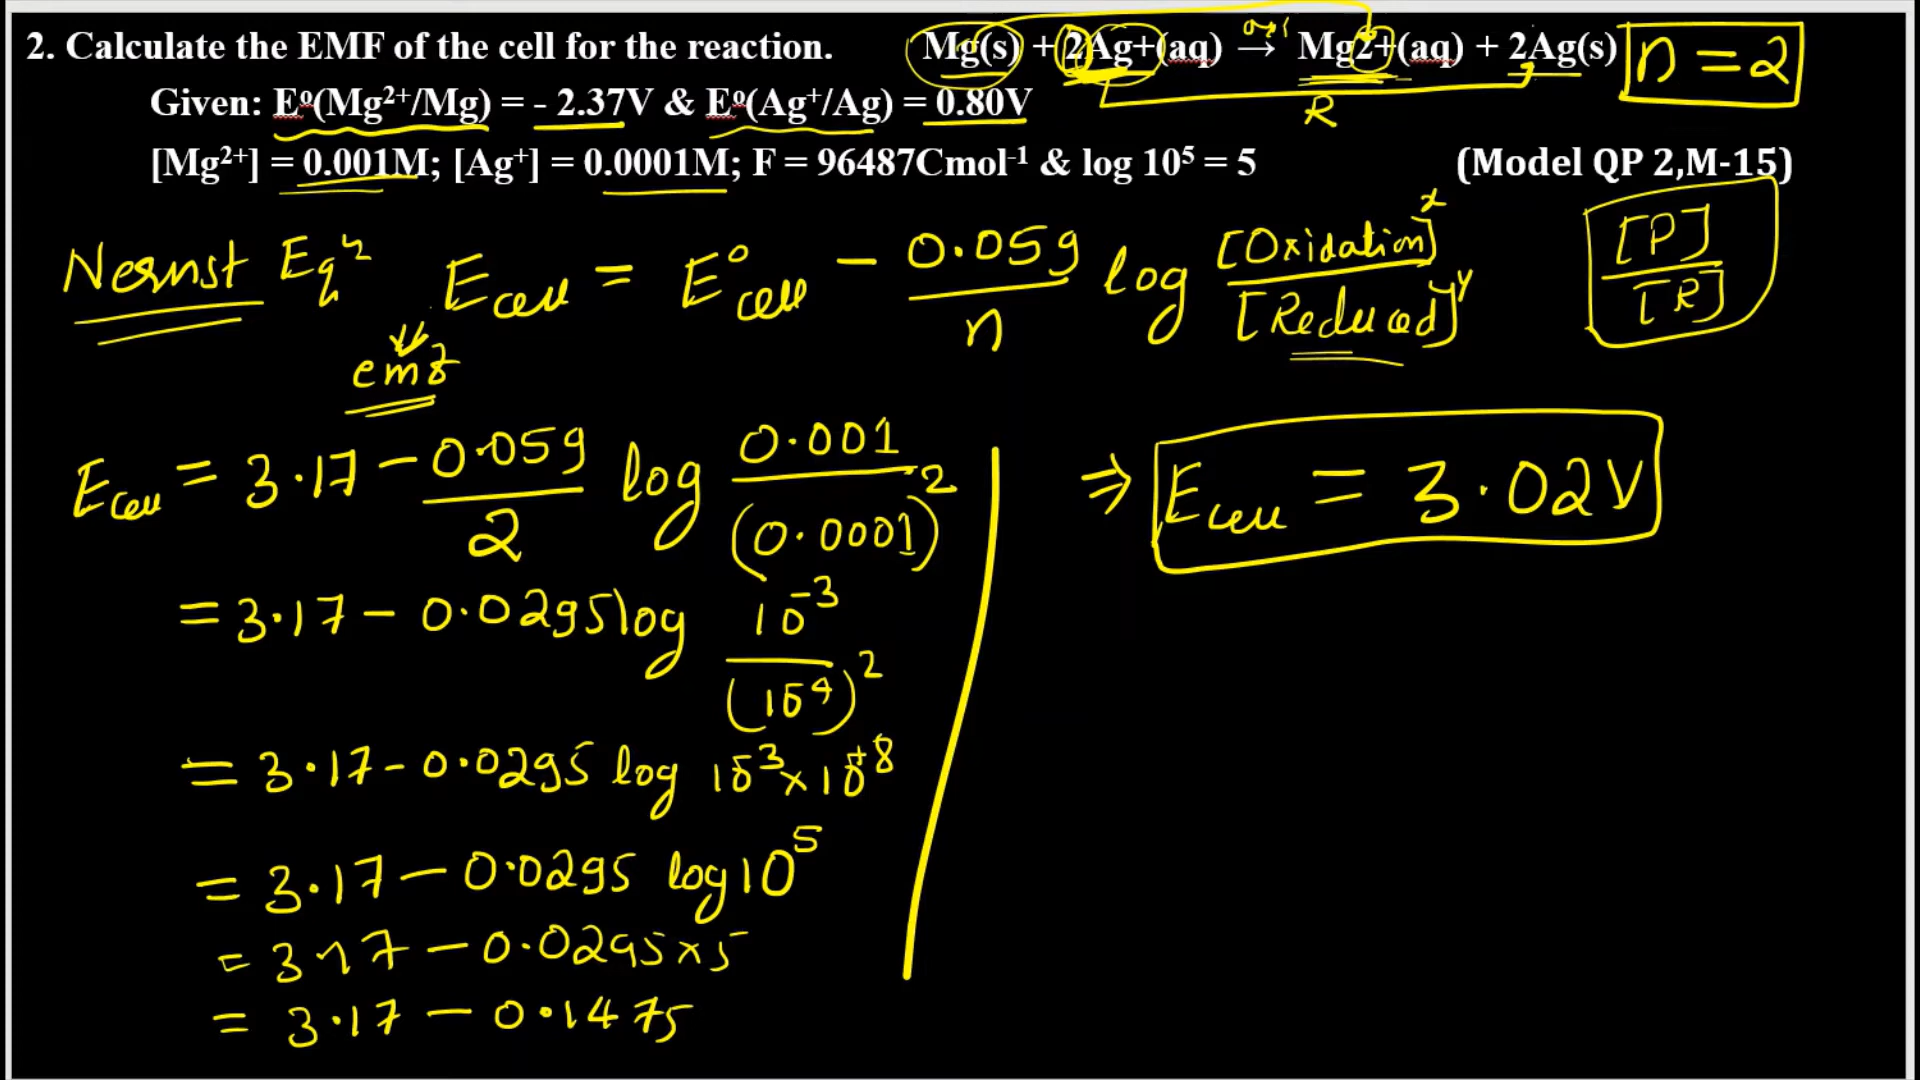 2. Calculate the EMF of the cell for the reaction. Mg(s) + 2Ag+(aq) → Mg2+(aq) + 2Ag(s) n = 2
Given: Eº(Mg²⁺/Mg) = - 2.37V & Eº(Ag⁺/Ag) = 0.80V R
[Mg²⁺] = 0.001M; [Ag⁺] = 0.0001M; F = 96487Cmol⁻¹ & log 10⁵ = 5 (Model QP 2,M-15)
Nernst Eqⁿ Ecell = E°cell - 0.059/n log [Oxidation]ˣ/[Reduced]ʸ [P]/[R]
emf
Ecell = 3.17 - 0.059/2 log 0.001/(0.0001)²
⇒ Ecell = 3.02V
= 3.17 - 0.0295 log 10⁻³/(10⁻⁴)²
= 3.17 - 0.0295 log 10⁻³ × 10⁺⁸
= 3.17 - 0.0295 log 10⁵
= 3.17 - 0.0295 × 5
= 3.17 - 0.1475